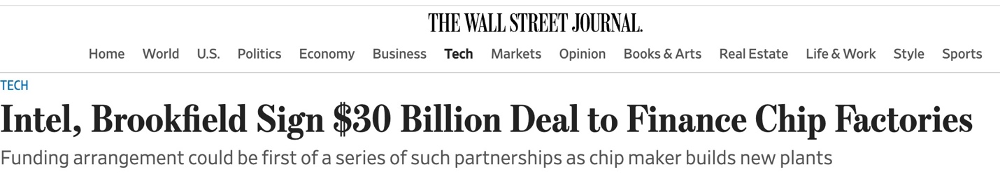 THE WALL STREET JOURNAL.
Home World U.S. Politics Economy Business Tech Markets Opinion Books & Arts Real Estate Life & Work Style Sports
TECH
Intel, Brookfield Sign $30 Billion Deal to Finance Chip Factories
Funding arrangement could be first of a series of such partnerships as chip maker builds new plants